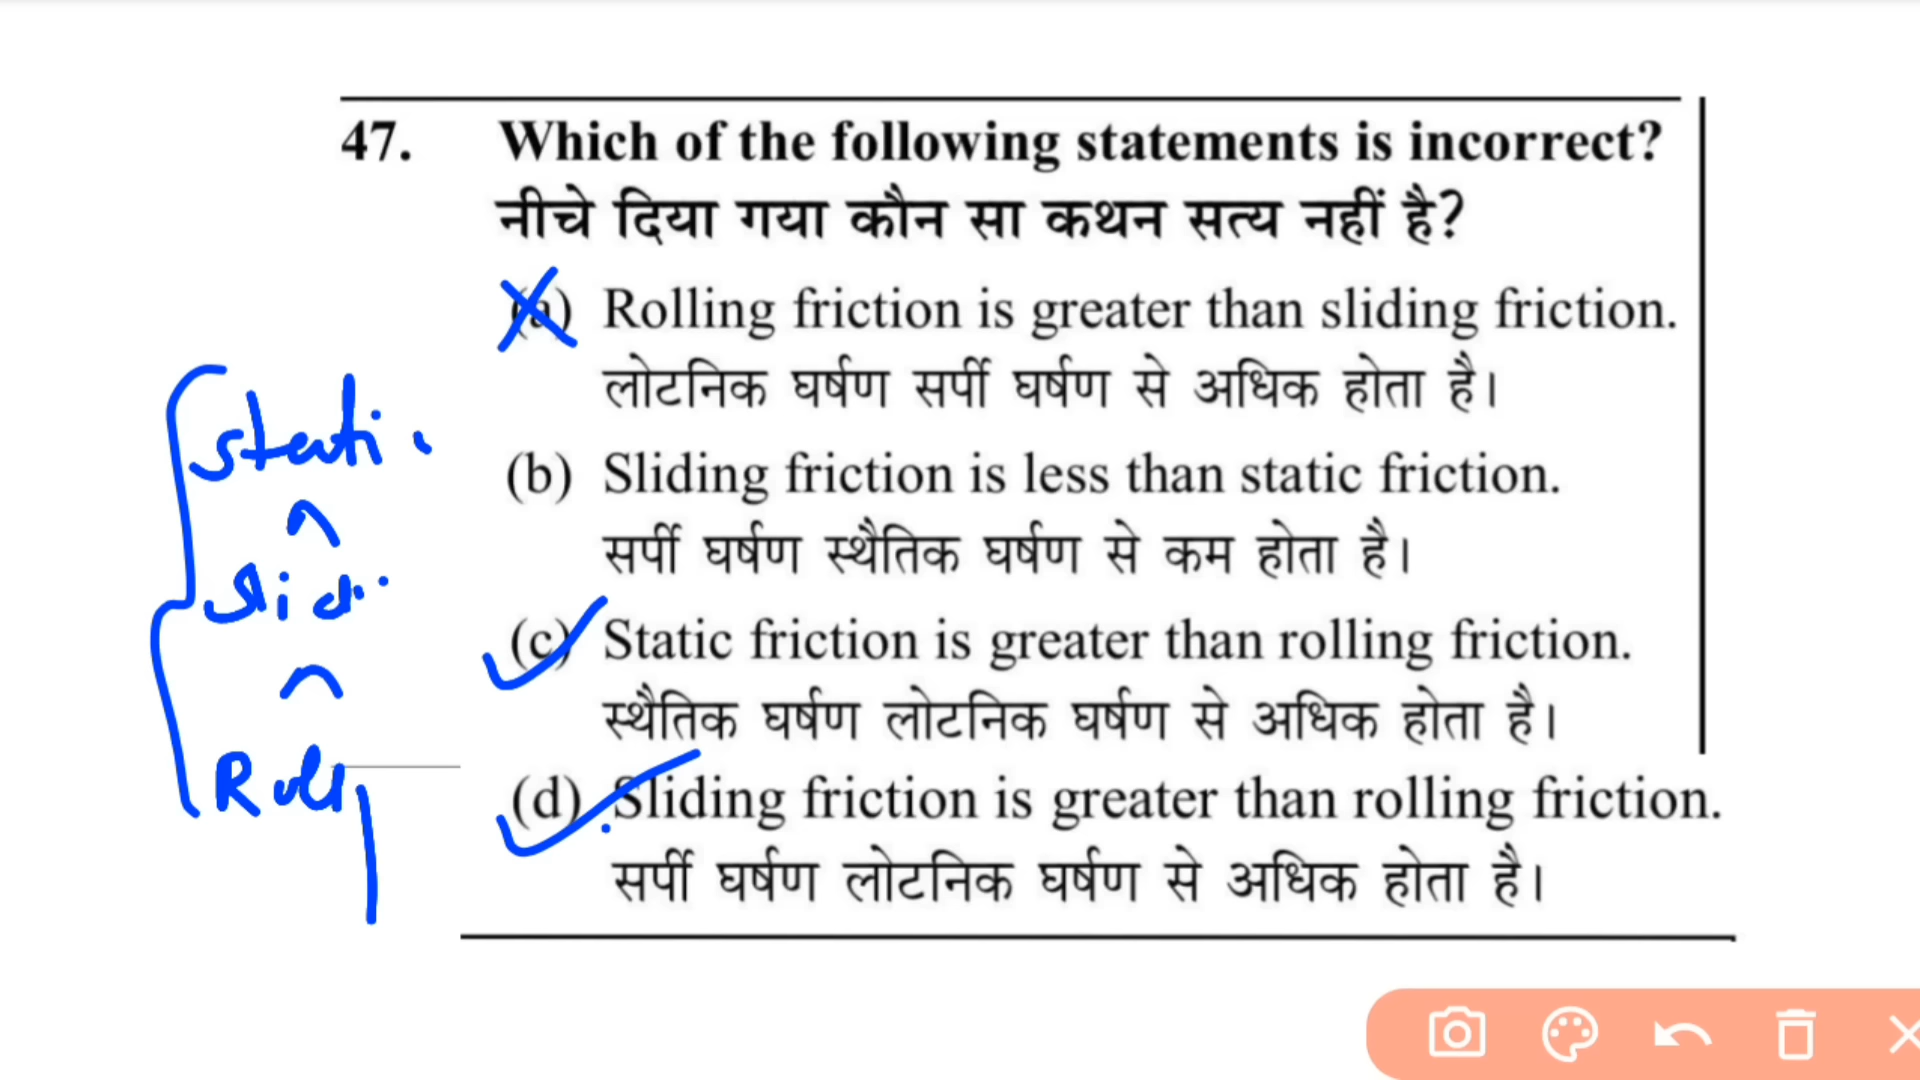 47. Which of the following statements is incorrect?
नीचे दिया गया कौन सा कथन सत्य नहीं है?
(a) Rolling friction is greater than sliding friction.
लोटनिक घर्षण सर्पी घर्षण से अधिक होता है।
(b) Sliding friction is less than static friction.
सर्पी घर्षण स्थैतिक घर्षण से कम होता है।
(c) Static friction is greater than rolling friction.
स्थैतिक घर्षण लोटनिक घर्षण से अधिक होता है।
(d) Sliding friction is greater than rolling friction.
सर्पी घर्षण लोटनिक घर्षण से अधिक होता है।
Stati
Slid